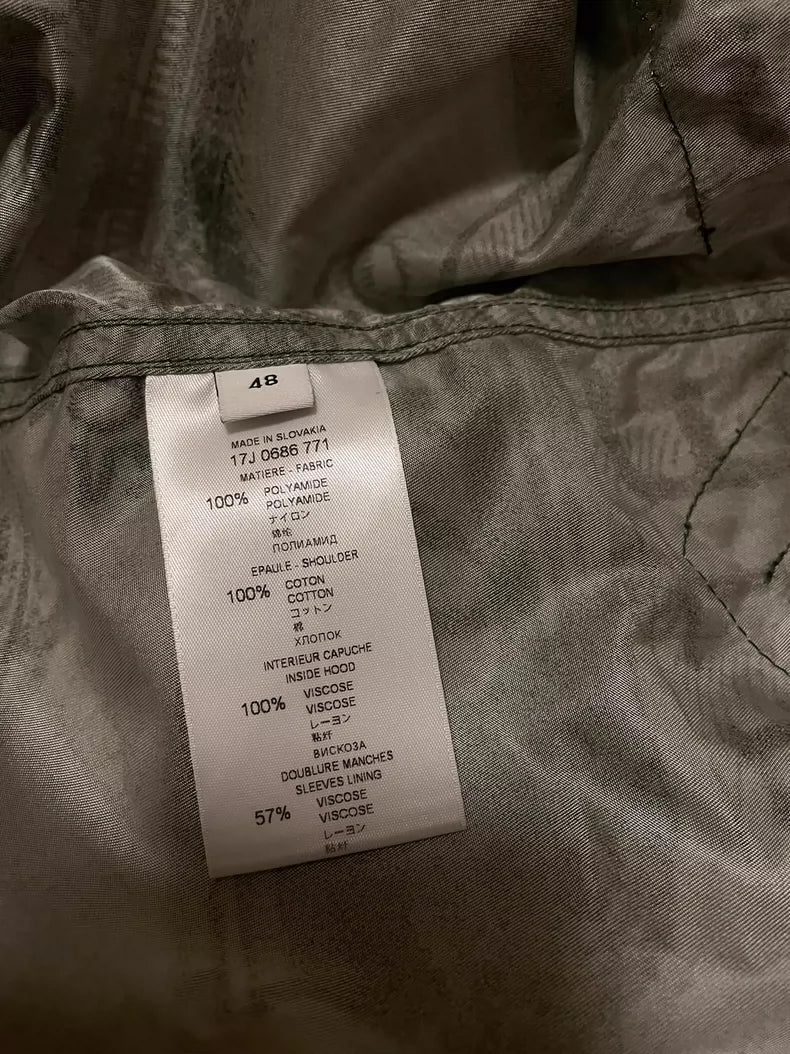 48
MADE IN SLOVAKIA
17J 0686 771
MATIERE - FABRIC
100% POLYAMIDE
POLYAMIDE
ナイロン
锦纶
ПОЛИАМИД
EPAULE - SHOULDER
100% COTON
COTTON
コットン
棉
ХЛОПОК
INTERIEUR CAPUCHE
INSIDE HOOD
100% VISCOSE
VISCOSE
レーヨン
粘纤
ВИСКОЗА
DOUBLURE MANCHES
SLEEVES LINING
57% VISCOSE
VISCOSE
レーヨン
粘纤